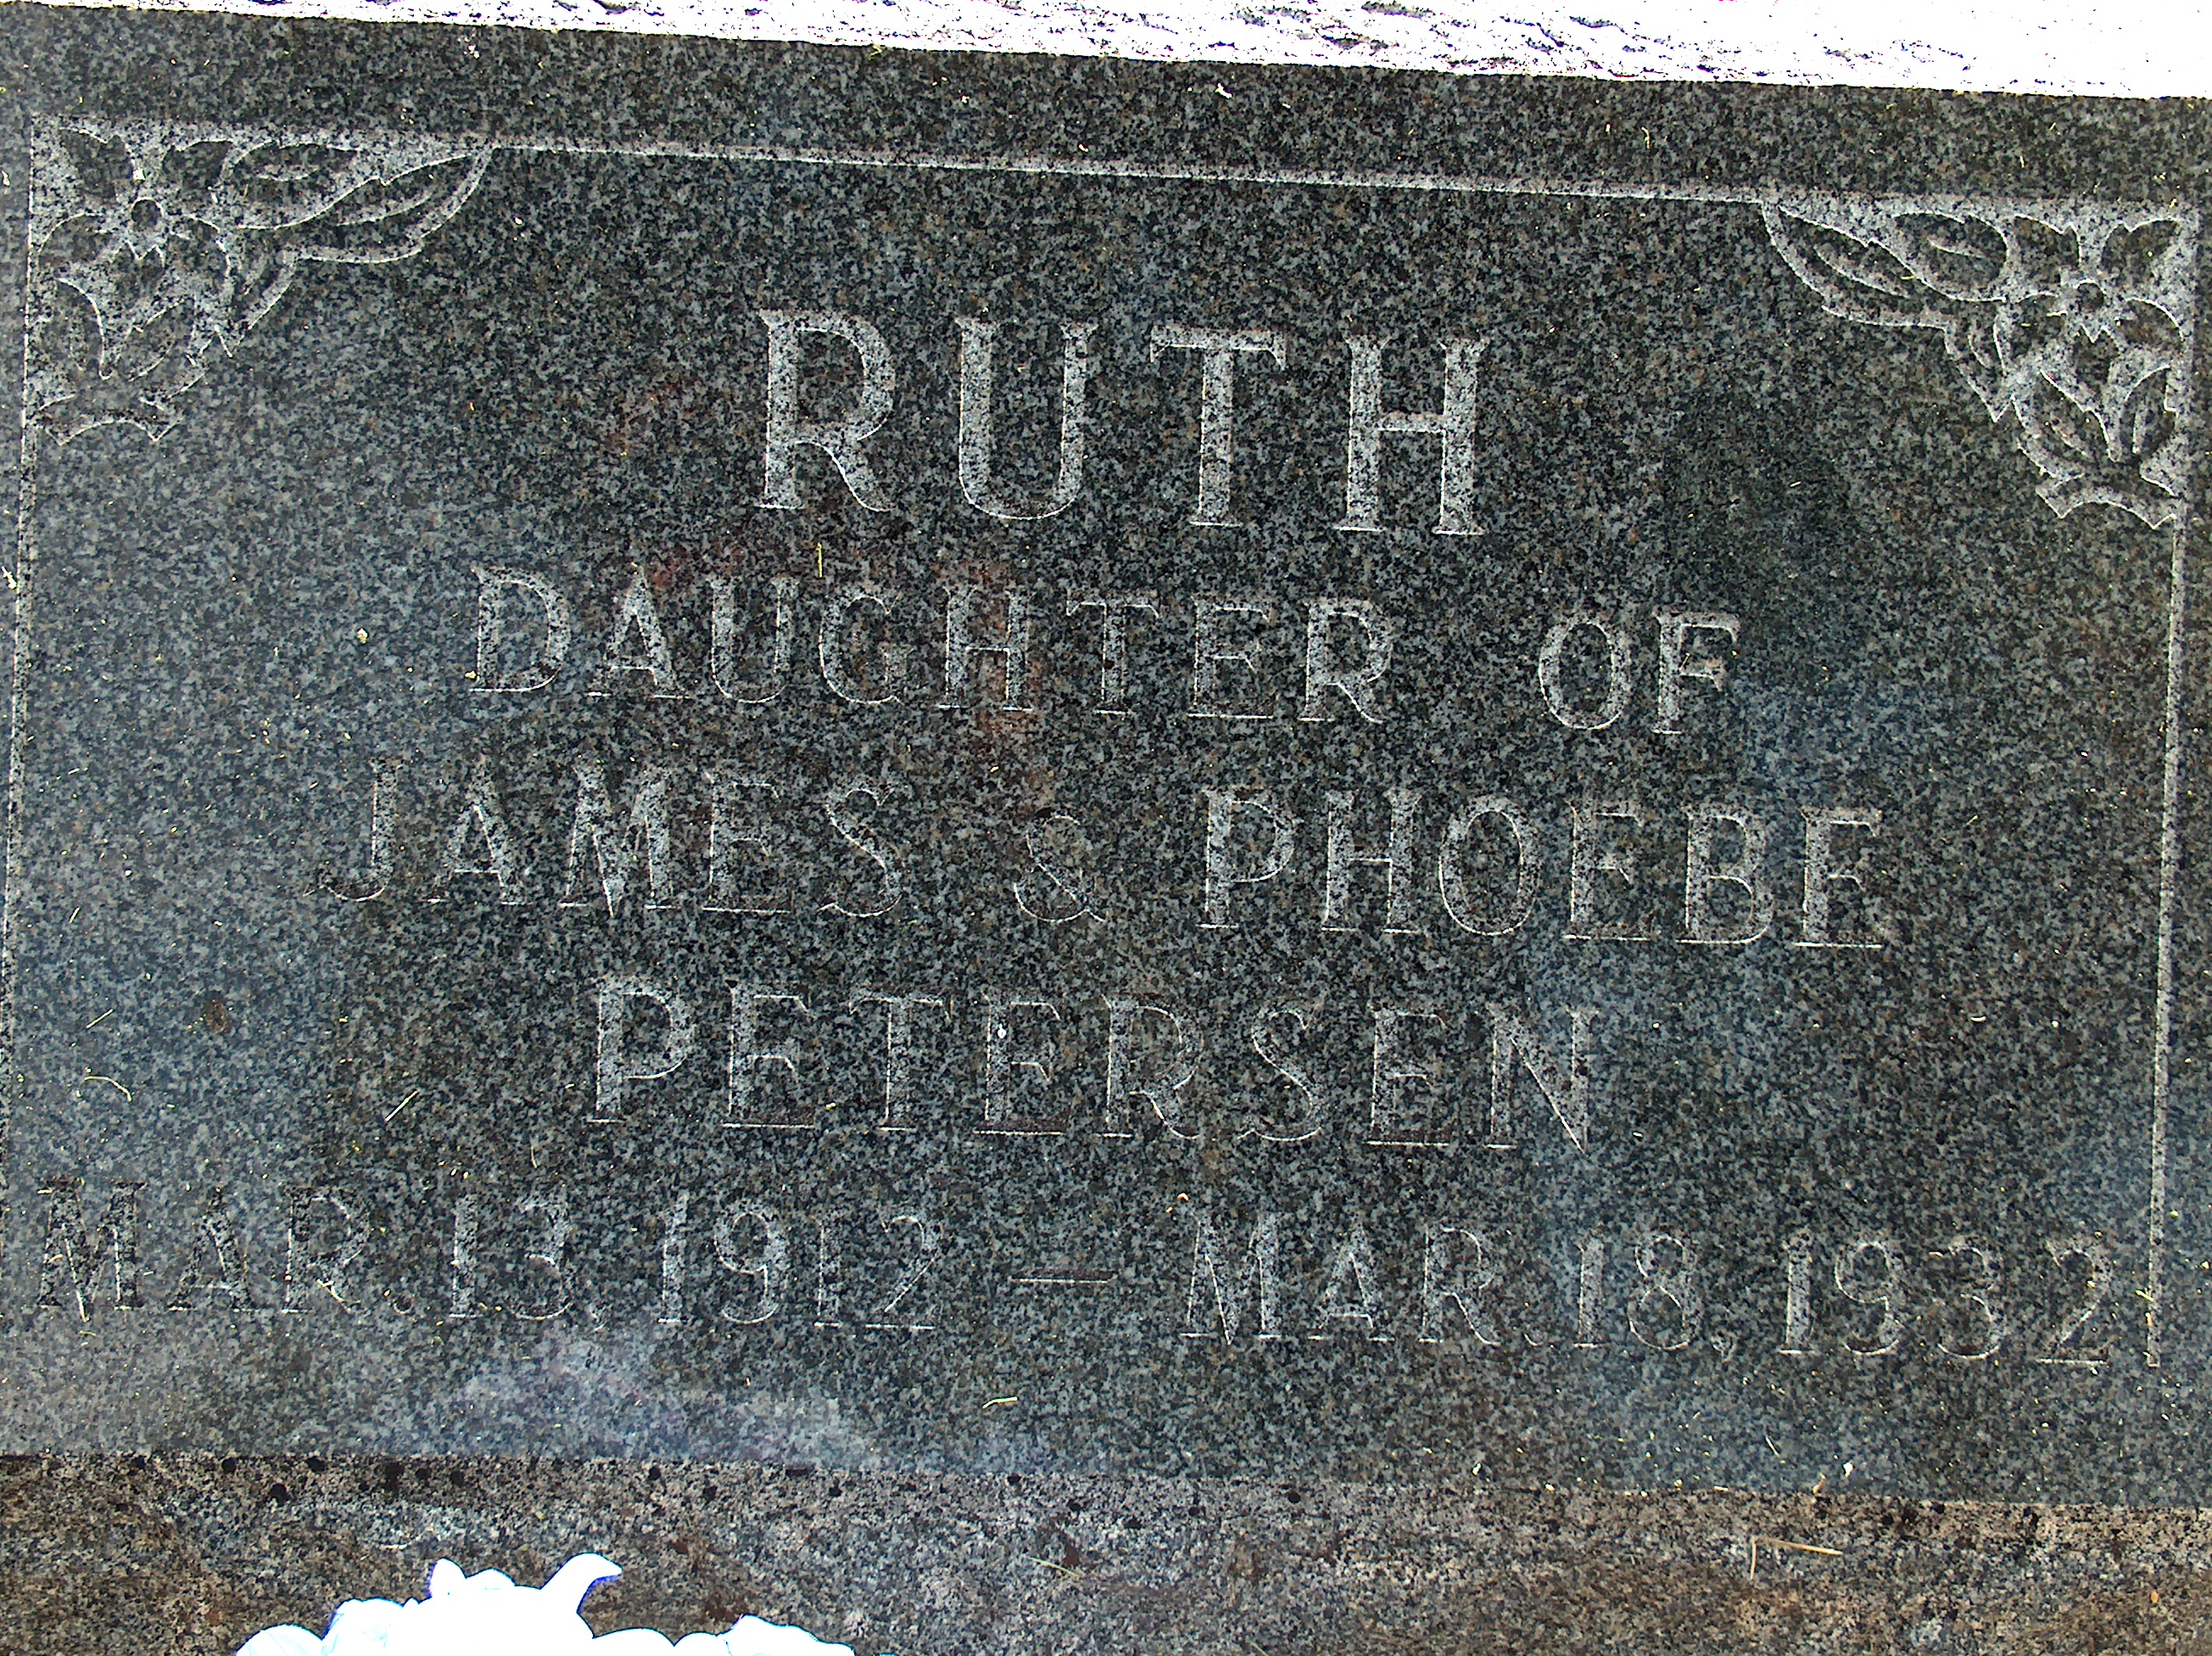 RUTH
DAUGHTER OF
JAMES & PHOEBE
PETERSEN
MAR. 13, 1912 — MAR. 18, 1932